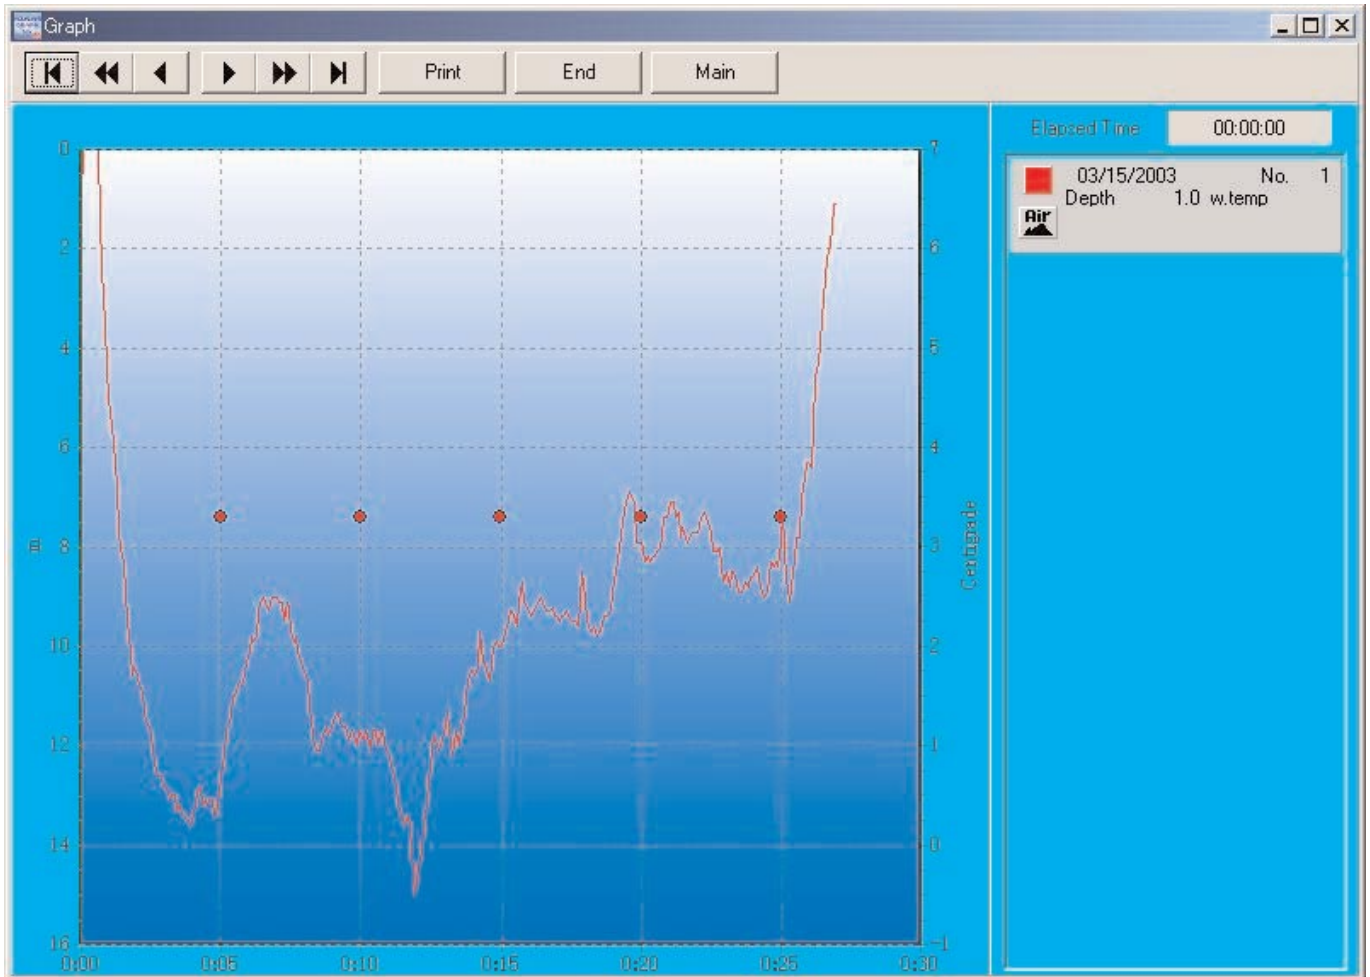 Graph
Print End Main
Elapsed Time 00:00:00
03/15/2003 No. 1
Depth 1.0 w.temp
Air
0 7
2 6
4 5
6 4
m 8 3 Centigrade
10 2
12 1
14 0
16 -1
0:00 0:05 0:10 0:15 0:20 0:25 0:30